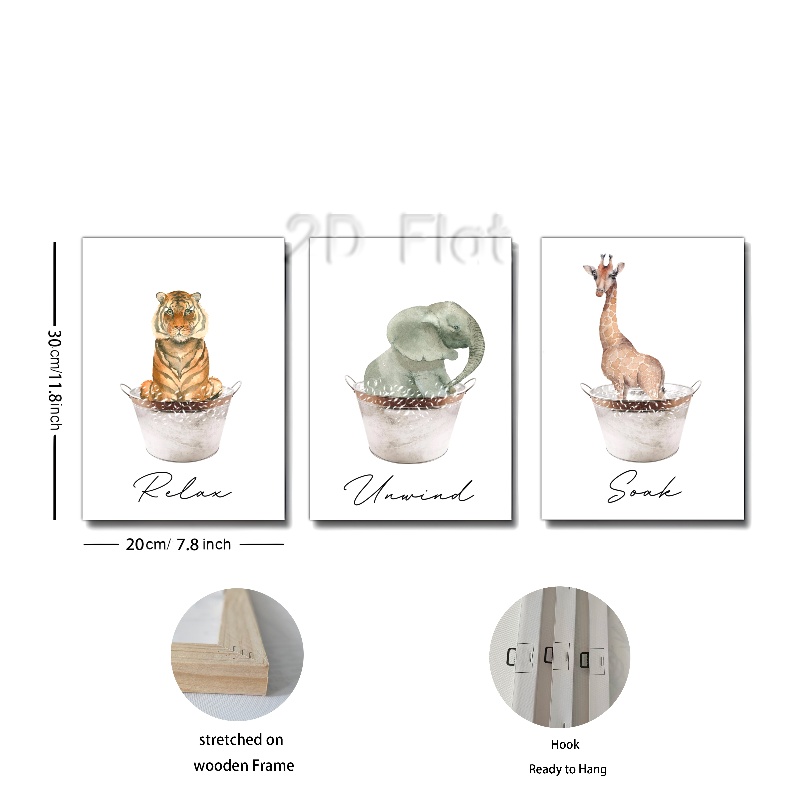 2D Flat
30cm/11.8inch
Relax
Unwind
Soak
20cm/ 7.8 inch
stretched on
wooden Frame
Hook
Ready to Hang